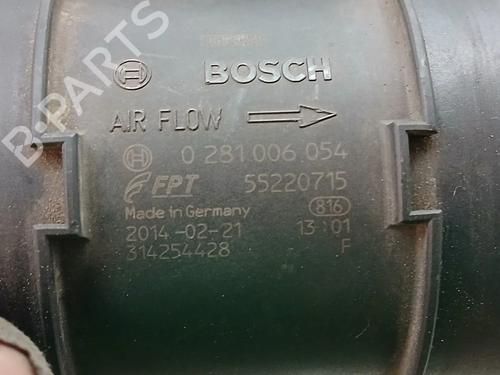 BOSCH
AIR FLOW
0 281 006 054
FPT 55220715
Made in Germany 816
2014-02-21 13:01
314254428 F
B-PARTS